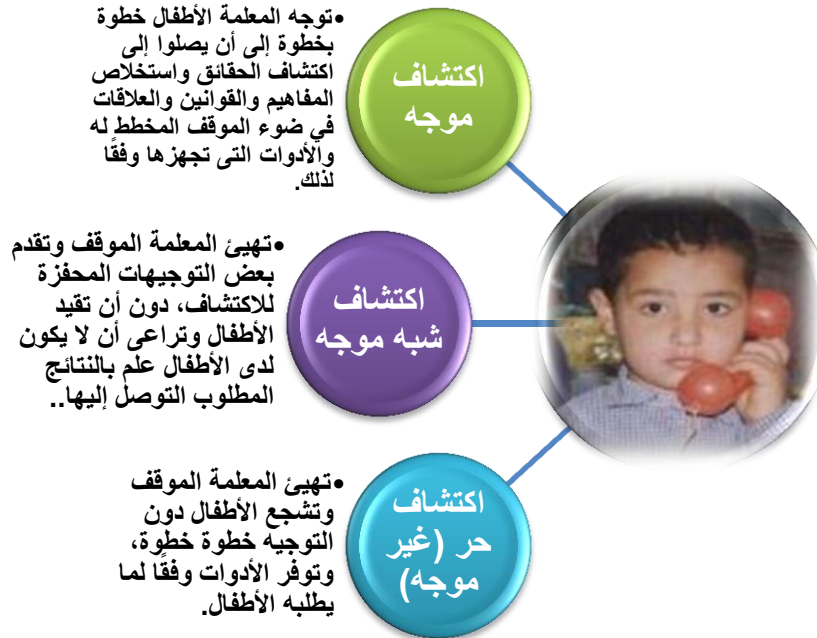 اكتشاف
موجه
•توجه المعلمة الأطفال خطوة
بخطوة إلى أن يصلوا إلى
اكتشاف الحقائق واستخلاص
المفاهيم والقوانين والعلاقات
في ضوء الموقف المخطط له
والأدوات التى تجهزها وفقًا
لذلك.
اكتشاف
شبه موجه
•تهيئ المعلمة الموقف وتقدم
بعض التوجيهات المحفزة
للاكتشاف، دون أن تقيد
الأطفال وتراعى أن لا يكون
لدى الأطفال علم بالنتائج
المطلوب التوصل إليها..
اكتشاف
حر (غير
موجه)
•تهيئ المعلمة الموقف
وتشجع الأطفال دون
التوجيه خطوة خطوة،
وتوفر الأدوات وفقًا لما
يطلبه الأطفال.